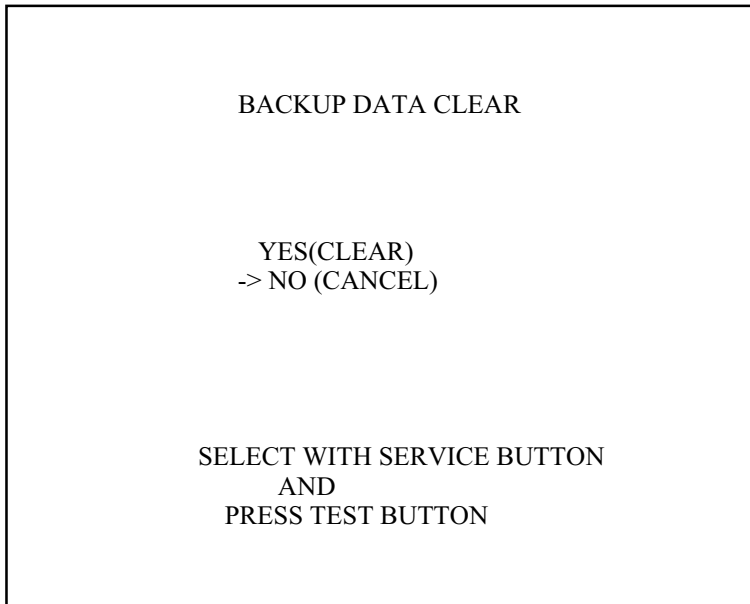 BACKUP DATA CLEAR
YES(CLEAR)
-> NO (CANCEL)
SELECT WITH SERVICE BUTTON
AND
PRESS TEST BUTTON